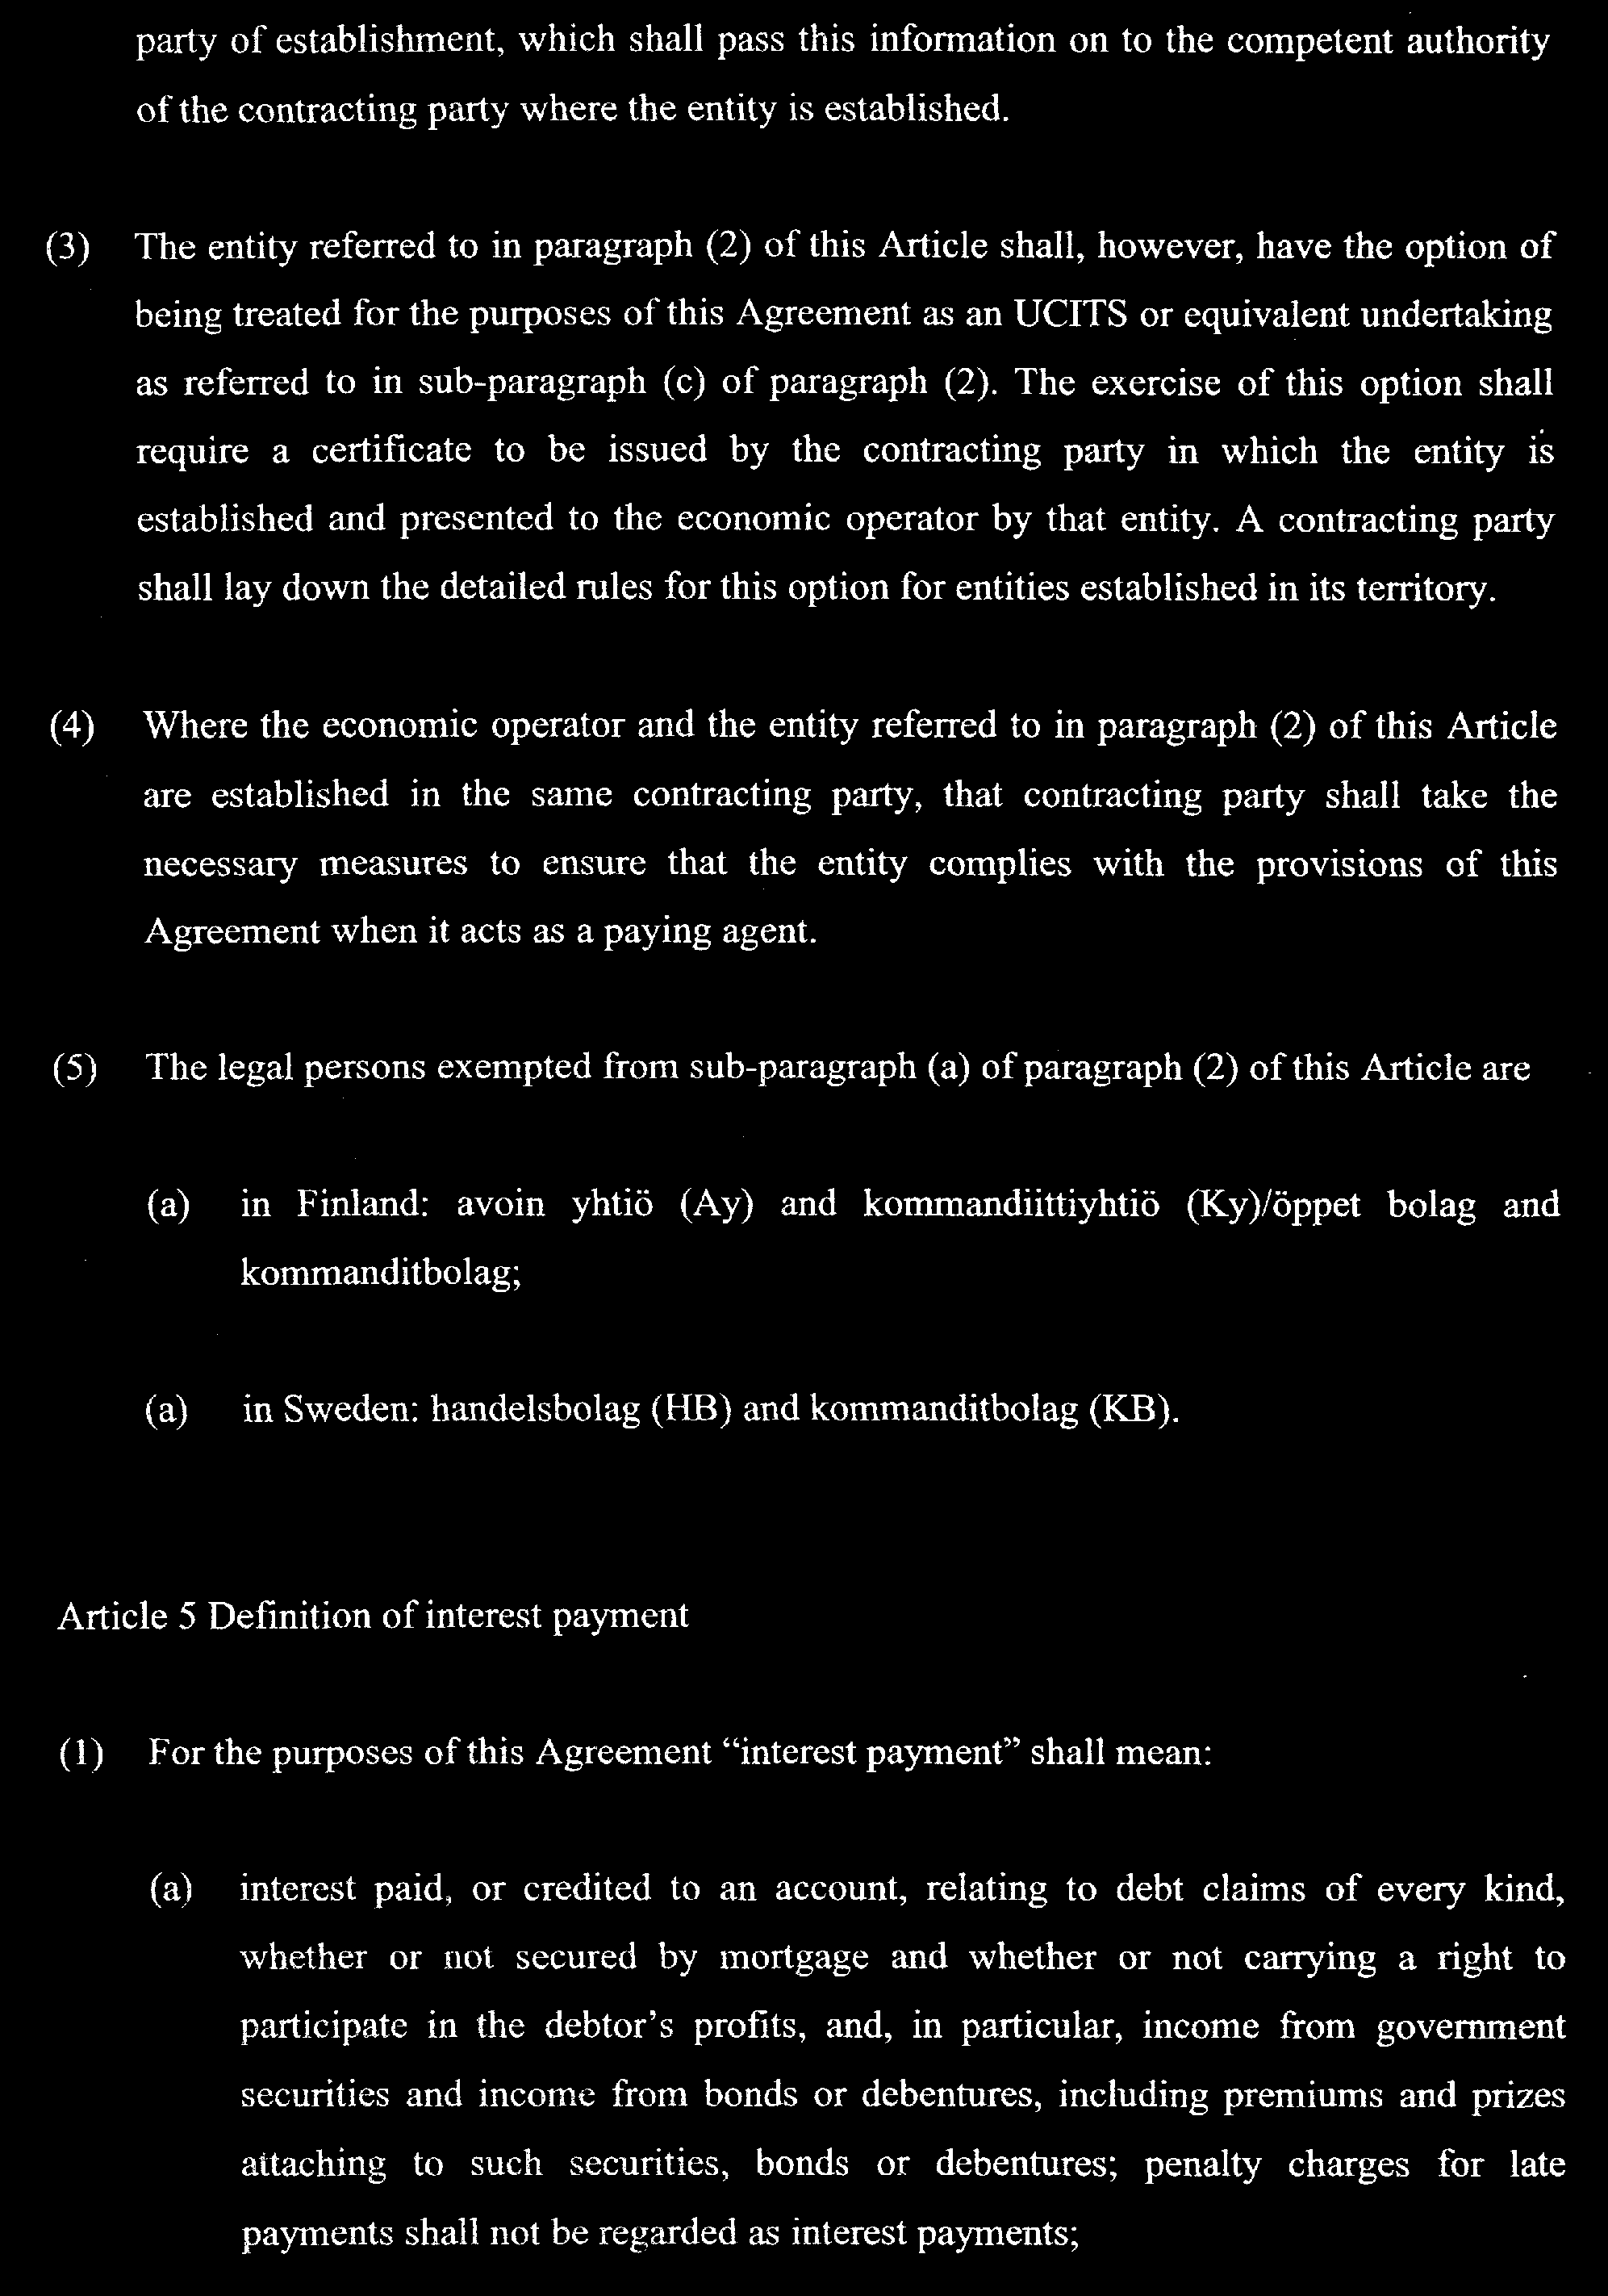 party of establishment, which shall pass this information on to the competent authority
of the contracting party where the entity is established.
(3) The entity referred to in paragraph (2) of this Article shall, however, have the option of
being treated for the purposes of this Agreement as an UCITS or equivalent undertaking
as referred to in sub-paragraph (c) of paragraph (2). The exercise of this option shall
require a certificate to be issued by the contracting party in which the entity is
established and presented to the economic operator by that entity. A contracting party
shall lay down the detailed rules for this option for entities established in its territory.
(4) Where the economic operator and the entity referred to in paragraph (2) of this Article
are established in the same contracting party, that contracting party shall take the
necessary measures to ensure that the entity complies with the provisions of this
Agreement when it acts as a paying agent.
(5) The legal persons exempted from sub-paragraph (a) of paragraph (2) of this Article are
(a) in Finland: avoin yhtiö (Ay) and kommandiittiyhtiö (Ky)/öppet bolag and
kommanditbolag;
(a) in Sweden: handelsbolag (HB) and kommanditbolag (KB).
Article 5 Definition of interest payment
(1) For the purposes of this Agreement “interest payment” shall mean:
(a) interest paid, or credited to an account, relating to debt claims of every kind,
whether or not secured by mortgage and whether or not carrying a right to
participate in the debtor’s profits, and, in particular, income from government
securities and income from bonds or debentures, including premiums and prizes
attaching to such securities, bonds or debentures; penalty charges for late
payments shall not be regarded as interest payments;